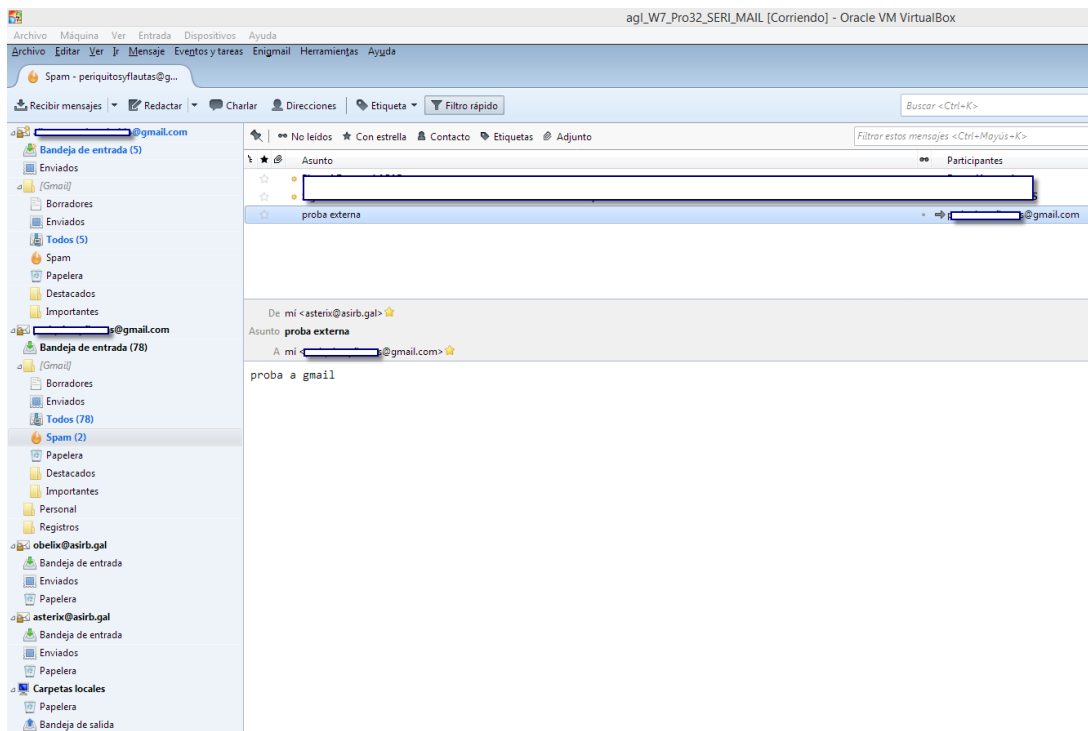 agl_W7_Pro32_SERI_MAIL [Corriendo] - Oracle VM VirtualBox
Archivo Máquina Ver Entrada Dispositivos Ayuda
Archivo Editar Ver Ir Mensaje Eventos y tareas Enigmail Herramientas Ayuda
Spam - periquitosyflautas@g...
Recibir mensajes Redactar Charlar Direcciones Etiqueta Filtro rápido Buscar <Ctrl+K>
@gmail.com
Bandeja de entrada (5)
Enviados
[Gmail]
Borradores
Enviados
Todos (5)
Spam
Papelera
Destacados
Importantes
s@gmail.com
Bandeja de entrada (78)
[Gmail]
Borradores
Enviados
Todos (78)
Spam (2)
Papelera
Destacados
Importantes
Personal
Registros
obelix@asirb.gal
Bandeja de entrada
Enviados
Papelera
asterix@asirb.gal
Bandeja de entrada
Enviados
Papelera
Carpetas locales
Papelera
Bandeja de salida
No leídos Con estrella Contacto Etiquetas Adjunto Filtrar estos mensajes <Ctrl+Mayús+K>
Asunto Participantes
proba externa s@gmail.com
De mí <asterix@asirb.gal>
Asunto proba externa
A mí < s@gmail.com>
proba a gmail